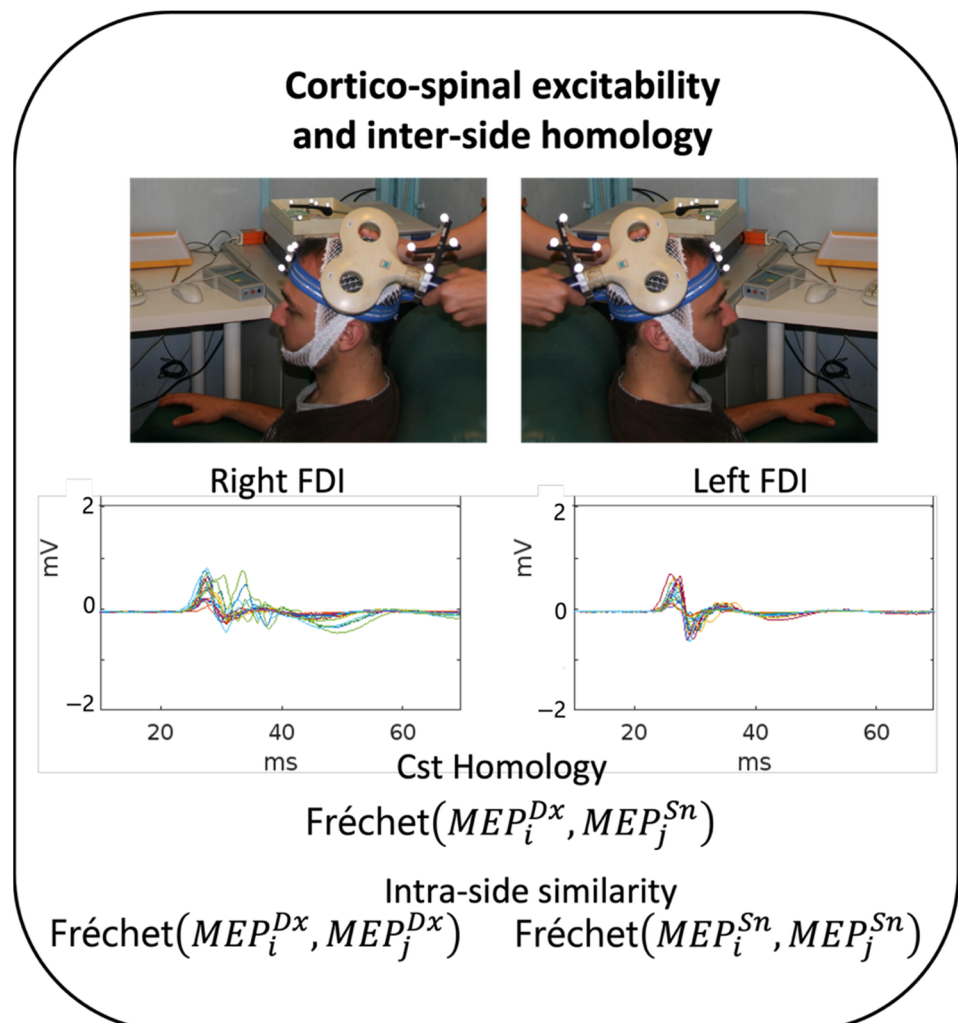 Cortico-spinal excitability
and inter-side homology
Right FDI
Left FDI
2
mV
0
−2
20
40
60
ms
2
mV
0
−2
20
40
60
ms
Cst Homology
Fréchet(MEP_i^{Dx}, MEP_j^{Sn})
Intra-side similarity
Fréchet(MEP_i^{Dx}, MEP_j^{Dx})
Fréchet(MEP_i^{Sn}, MEP_j^{Sn})